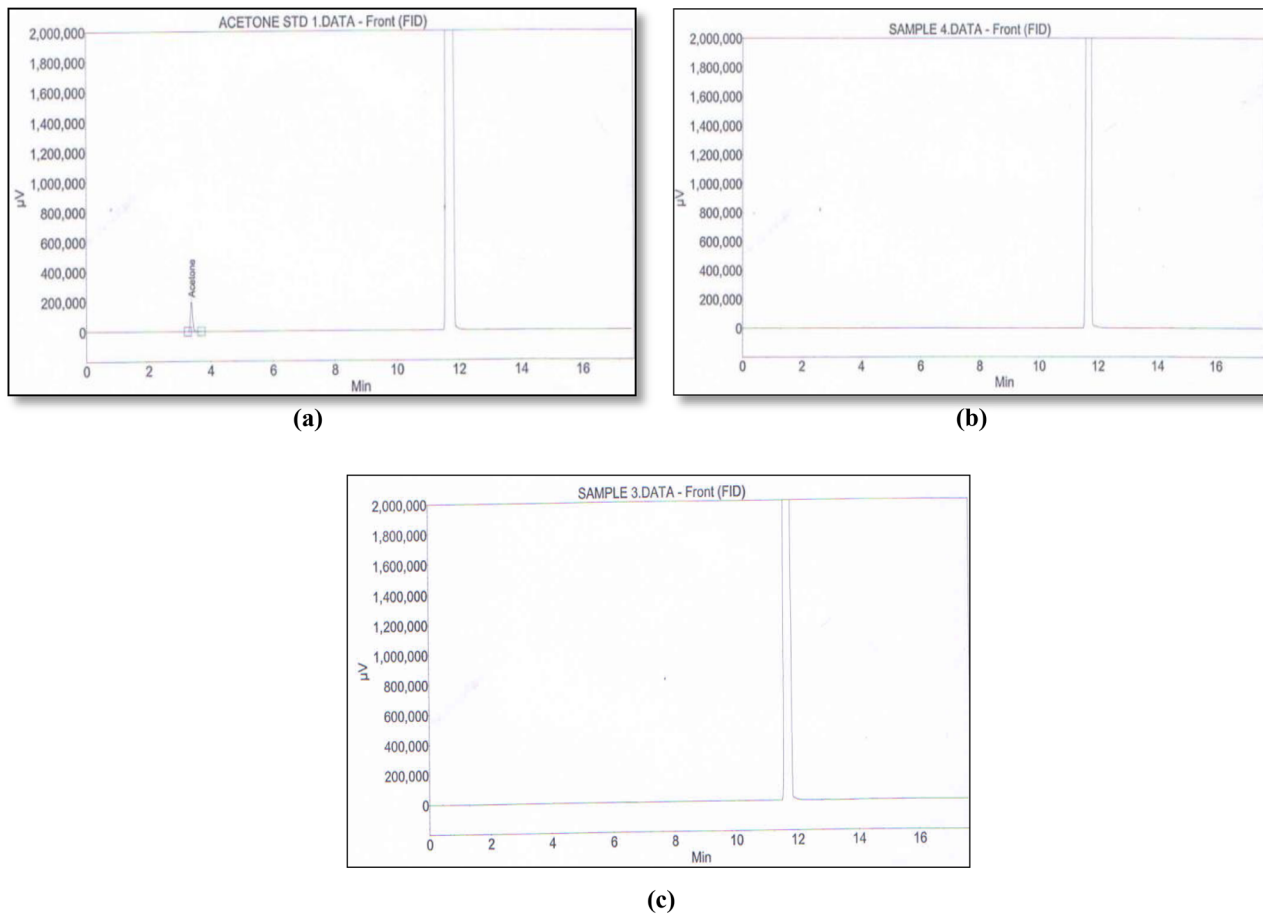 ACETONE STD 1.DATA - Front (FID)
2,000,000
1,800,000
1,600,000
1,400,000
1,200,000
1,000,000
µV
800,000
600,000
400,000
Acetone
200,000
0
0 2 4 6 8 10 12 14 16
Min
(a)
SAMPLE 4.DATA - Front (FID)
2,000,000
1,800,000
1,600,000
1,400,000
1,200,000
1,000,000
µV
800,000
600,000
400,000
200,000
0
0 2 4 6 8 10 12 14 16
Min
(b)
SAMPLE 3.DATA - Front (FID)
2,000,000
1,800,000
1,600,000
1,400,000
1,200,000
1,000,000
µV
800,000
600,000
400,000
200,000
0
0 2 4 6 8 10 12 14 16
Min
(c)